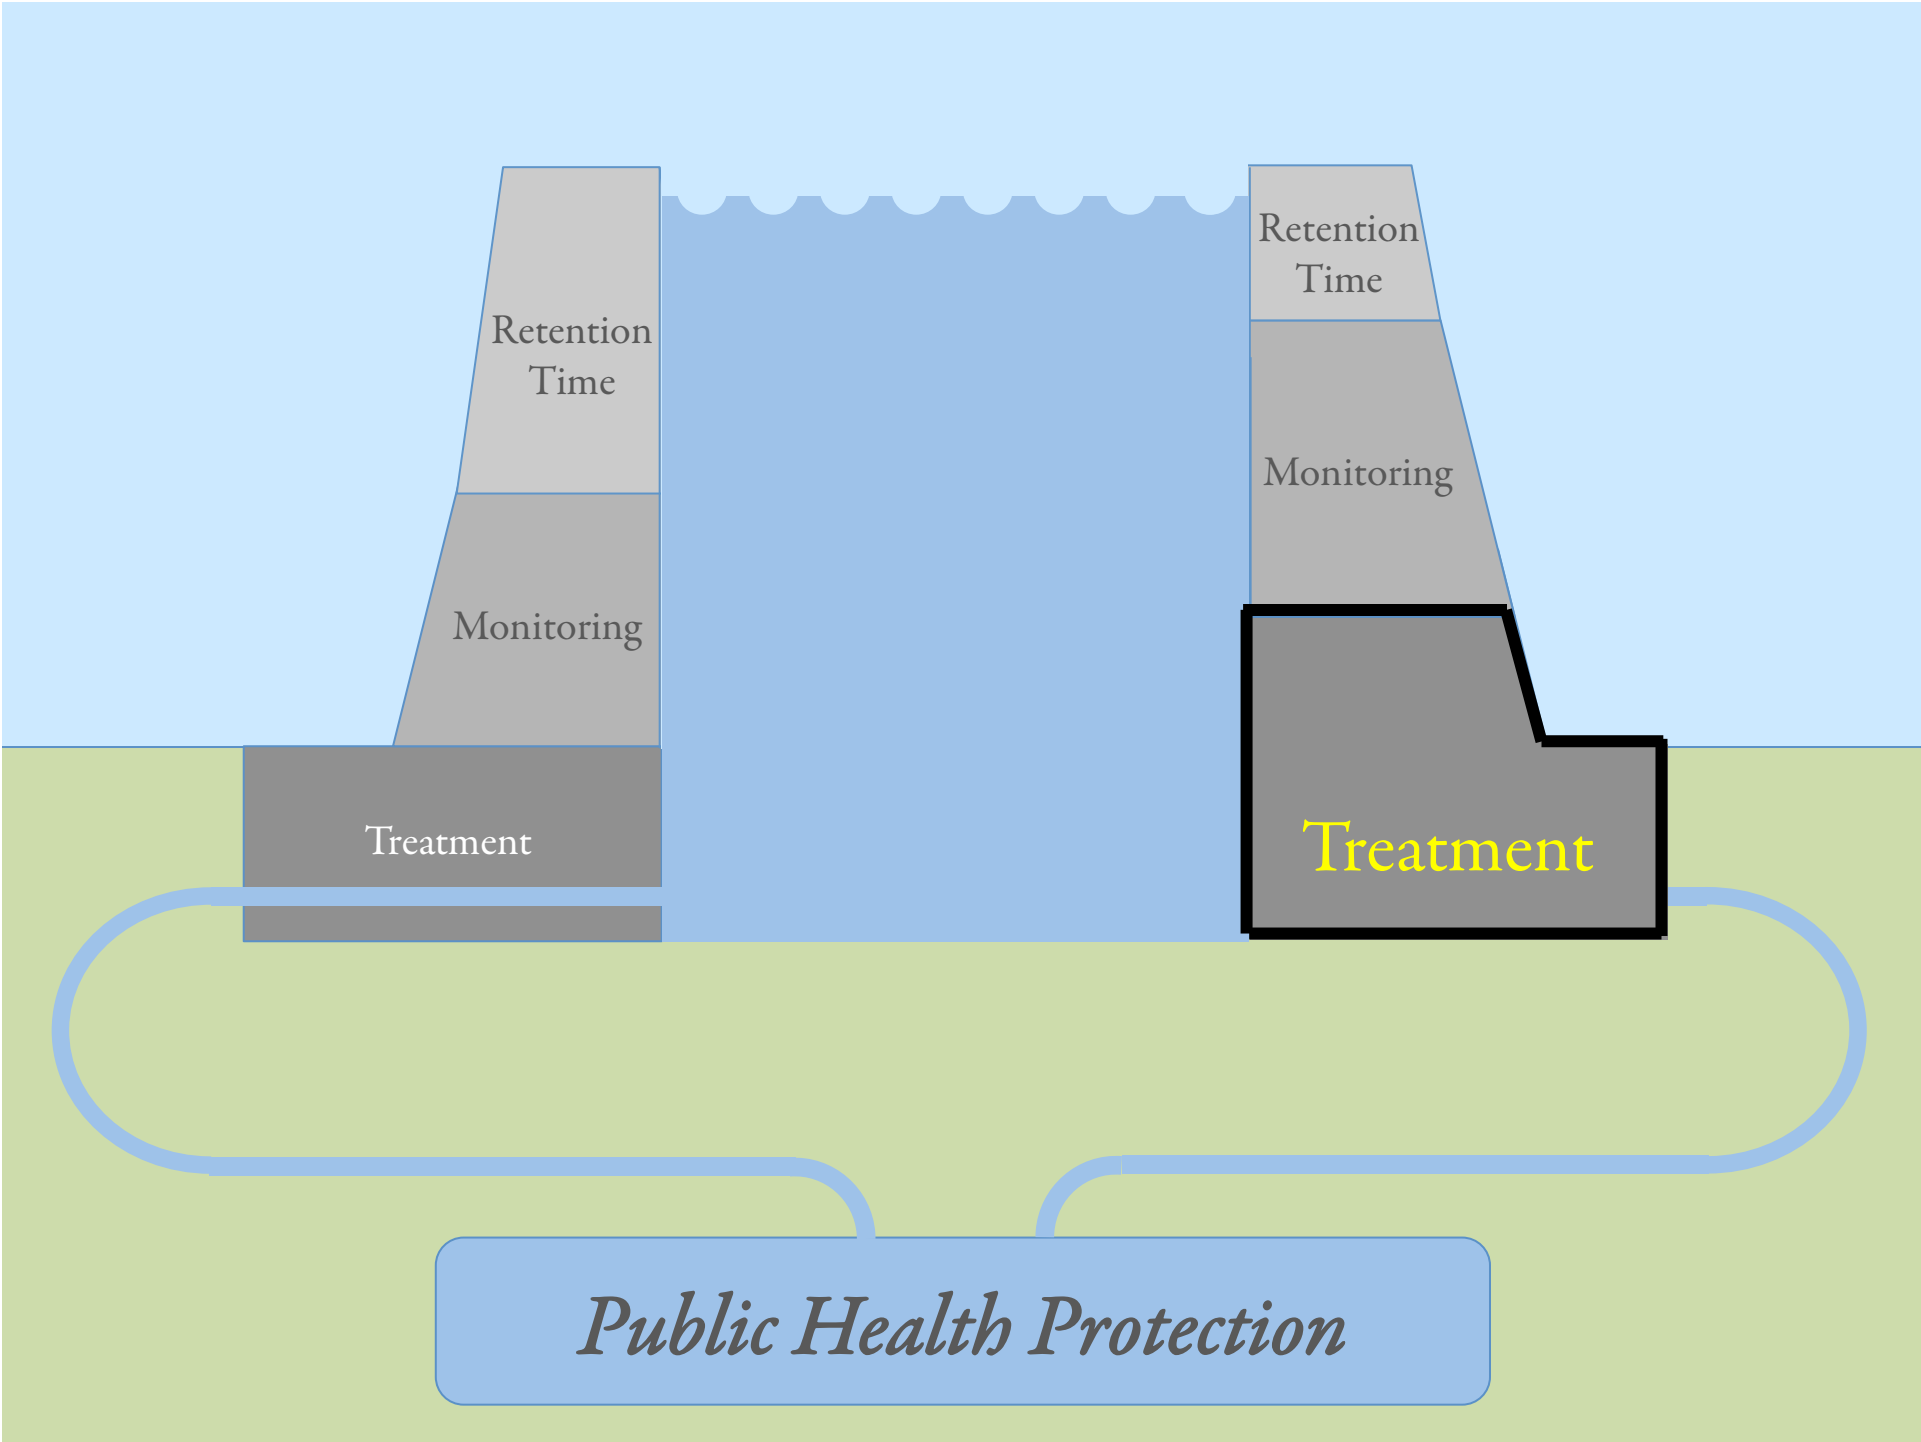 Retention
Time
Monitoring
Treatment
Retention
Time
Monitoring
Treatment
Public Health Protection